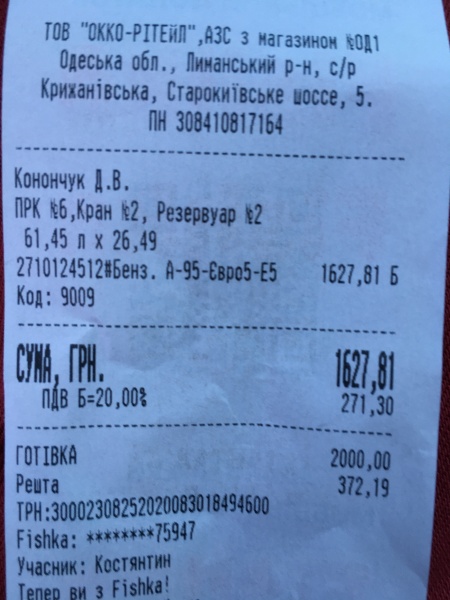 ТОВ "ОККО-РІТЕЙЛ",АЗС з магазином №ОД1
Одеська обл., Лиманський р-н, с/р
Крижанівська, Старокиївське шоссе, 5.
ПН 308410817164
Конончук Д.В.
ПРК №6,Кран №2, Резервуар №2
61,45 л x 26,49
2710124512#Бенз. А-95-Євро5-Е5 1627,81 Б
Код: 9009
СУМА, ГРН. 1627,81
ПДВ Б=20,00% 271,30
ГОТІВКА 2000,00
Решта 372,19
ТРН:30002308252020083018494600
Fishka: ********75947
Учасник: Костянтин
Тепер ви з Fishka!